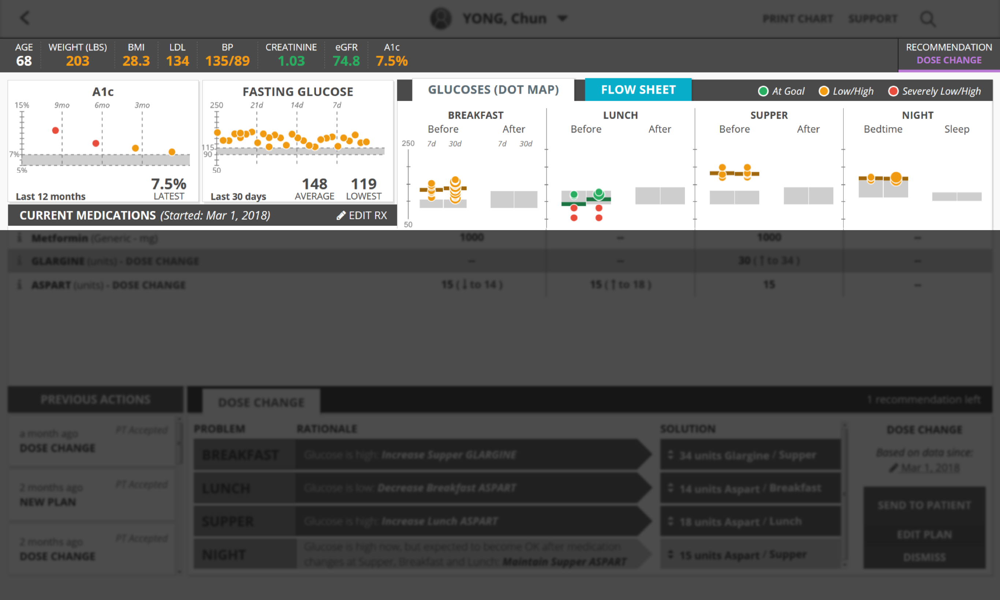 YONG, Chun
PRINT CHART SUPPORT
AGE WEIGHT (LBS) BMI LDL BP CREATININE eGFR A1c
68 203 28.3 134 135/89 1.03 74.8 7.5%
RECOMMENDATION
DOSE CHANGE
A1c
15% 9mo 6mo 3mo
7%
5%
7.5%
Last 12 months LATEST
FASTING GLUCOSE
250 21d 14d 7d
115
90
50
148 119
Last 30 days AVERAGE LOWEST
GLUCOSES (DOT MAP) FLOW SHEET At Goal Low/High Severely Low/High
BREAKFAST LUNCH SUPPER NIGHT
Before After Before After Before After Bedtime Sleep
250 7d 30d 7d 30d
50
CURRENT MEDICATIONS (Started: Mar 1, 2018) EDIT RX
Metformin (Generic - mg) 1000 -- 1000 --
GLARGINE (units) - DOSE CHANGE -- -- 30 (↑ to 34 ) --
ASPART (units) - DOSE CHANGE 15 (↓ to 14 ) 15 (↑ to 18 ) 15 --
PREVIOUS ACTIONS
a month ago PT Accepted
DOSE CHANGE
2 months ago PT Accepted
NEW PLAN
2 months ago PT Accepted
DOSE CHANGE
DOSE CHANGE 1 recommendation left
PROBLEM RATIONALE SOLUTION
BREAKFAST Glucose is high: Increase Supper GLARGINE 34 units Glargine / Supper
LUNCH Glucose is low: Decrease Breakfast ASPART 14 units Aspart / Breakfast
SUPPER Glucose is high: Increase Lunch ASPART 18 units Aspart / Lunch
NIGHT Glucose is high now, but expected to become OK after medication
changes at Supper, Breakfast and Lunch: Maintain Supper ASPART 15 units Aspart / Supper
DOSE CHANGE
Based on data since:
Mar 1, 2018
SEND TO PATIENT
EDIT PLAN
DISMISS